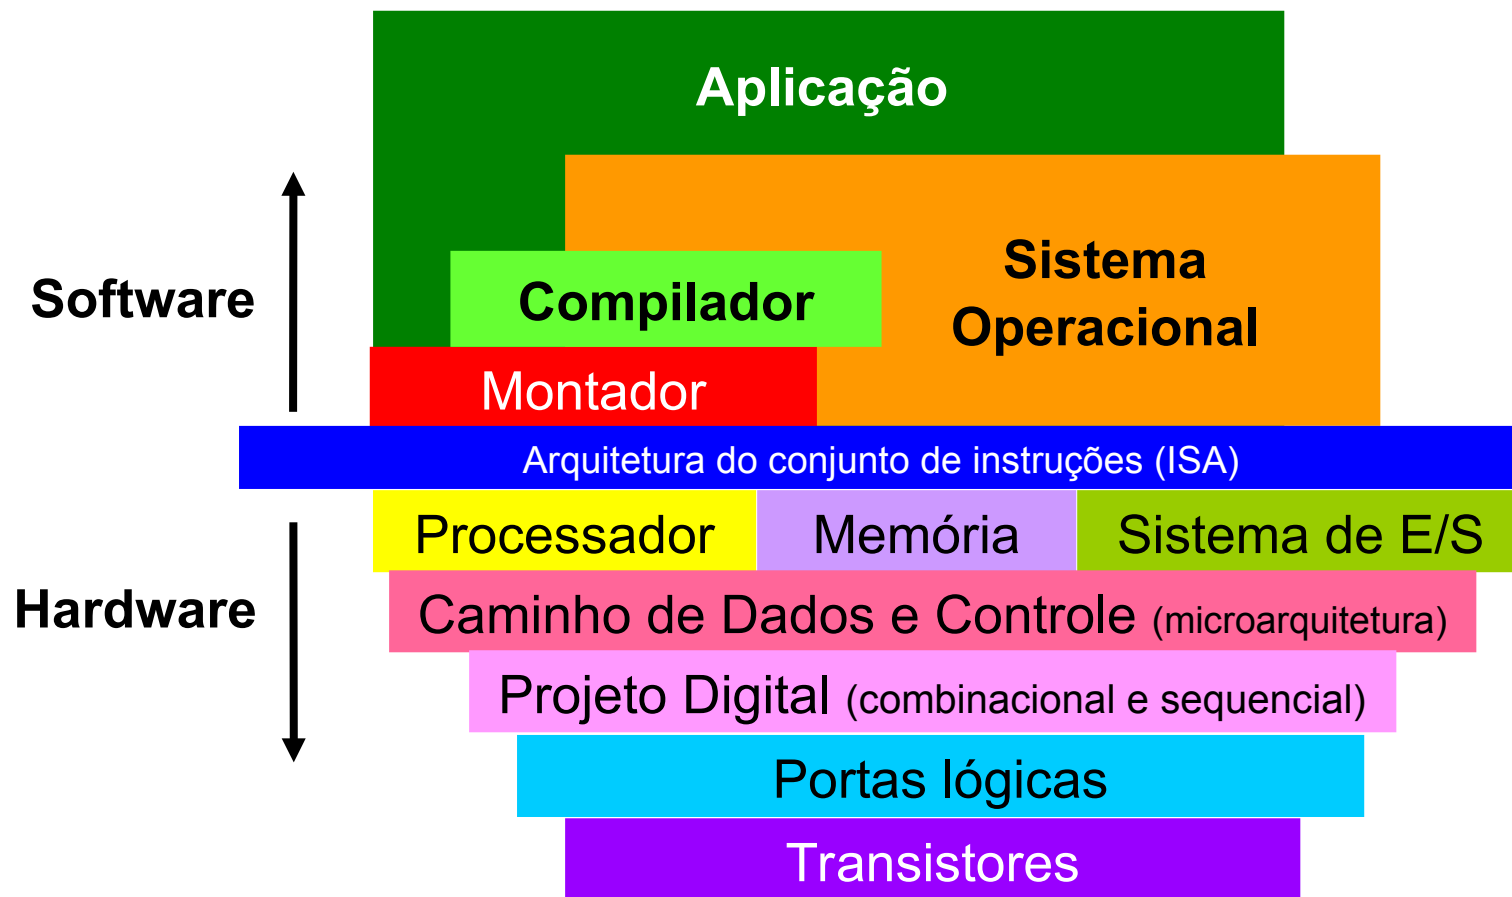 Aplicação
Sistema
Operacional
Software
Compilador
Montador
Arquitetura do conjunto de instruções (ISA)
Processador
Memória
Sistema de E/S
Hardware
Caminho de Dados e Controle (microarquitetura)
Projeto Digital (combinacional e sequencial)
Portas lógicas
Transistores